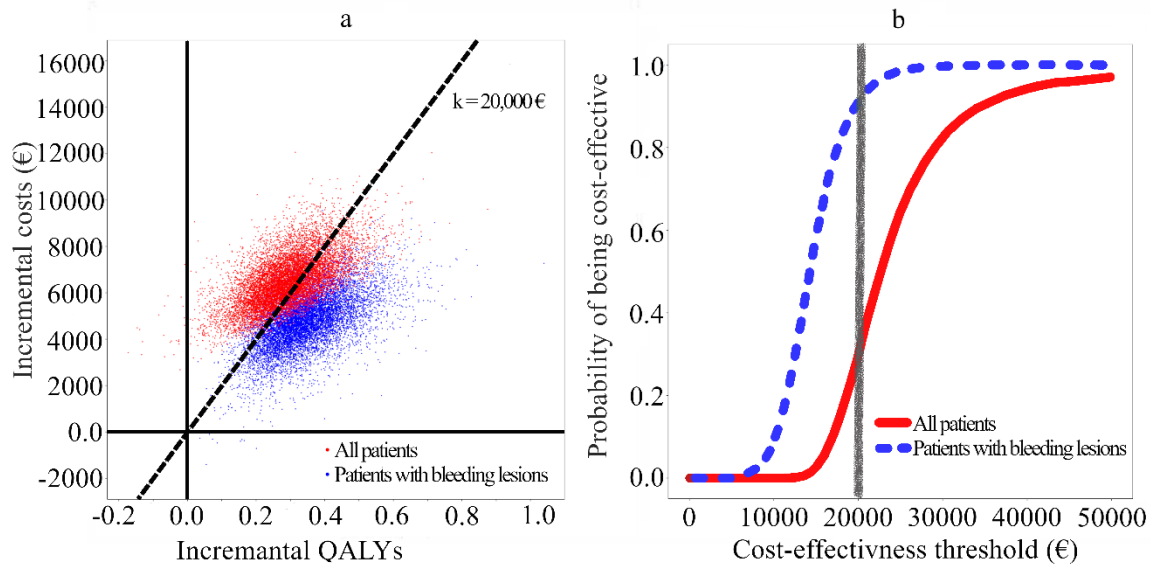 a
16000
14000
12000
10000
8000
6000
4000
2000
0.0
-2000
Incremental costs (€)
k = 20,000 €
All patients
Patients with bleeding lesions
-0.2 0.0 0.2 0.4 0.6 0.8 1.0
Incremantal QALYs
b
1.0
0.8
0.6
0.4
0.2
0.0
Probability of being cost-effective
All patients
Patients with bleeding lesions
0 10000 20000 30000 40000 50000
Cost-effectivness threshold (€)